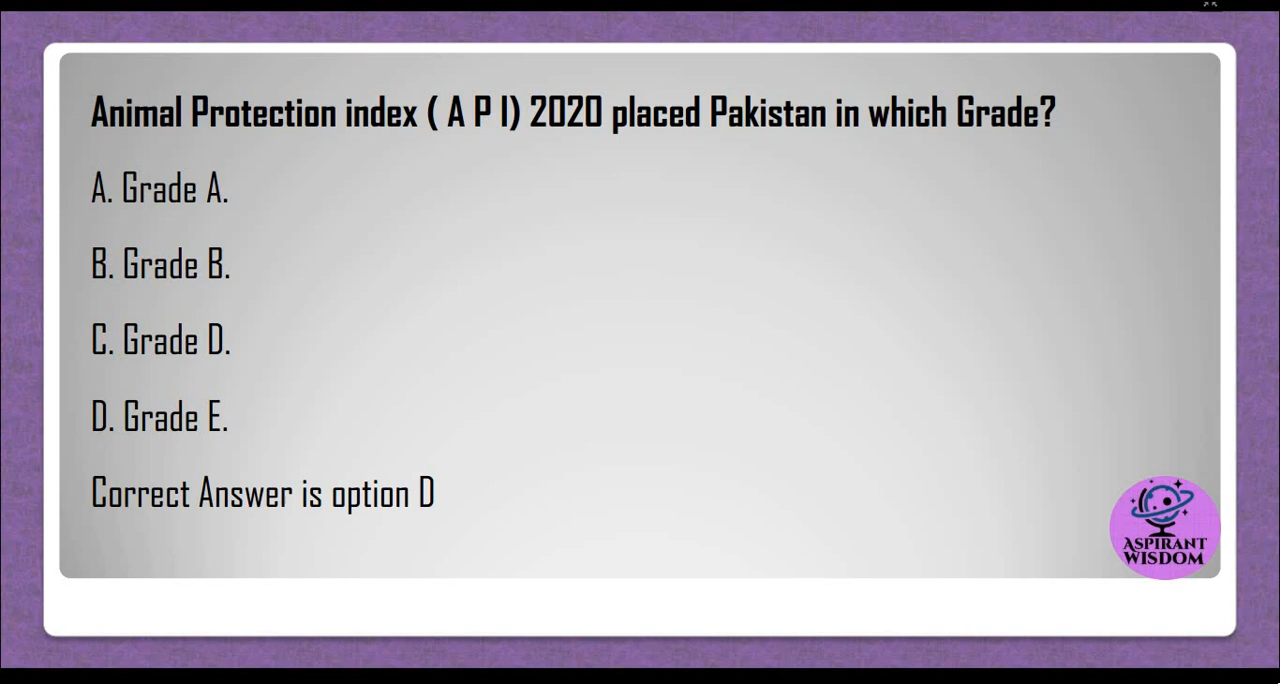 Animal Protection index ( A P I) 2020 placed Pakistan in which Grade?
A. Grade A.
B. Grade B.
C. Grade D.
D. Grade E.
Correct Answer is option D
ASPIRANT
WISDOM